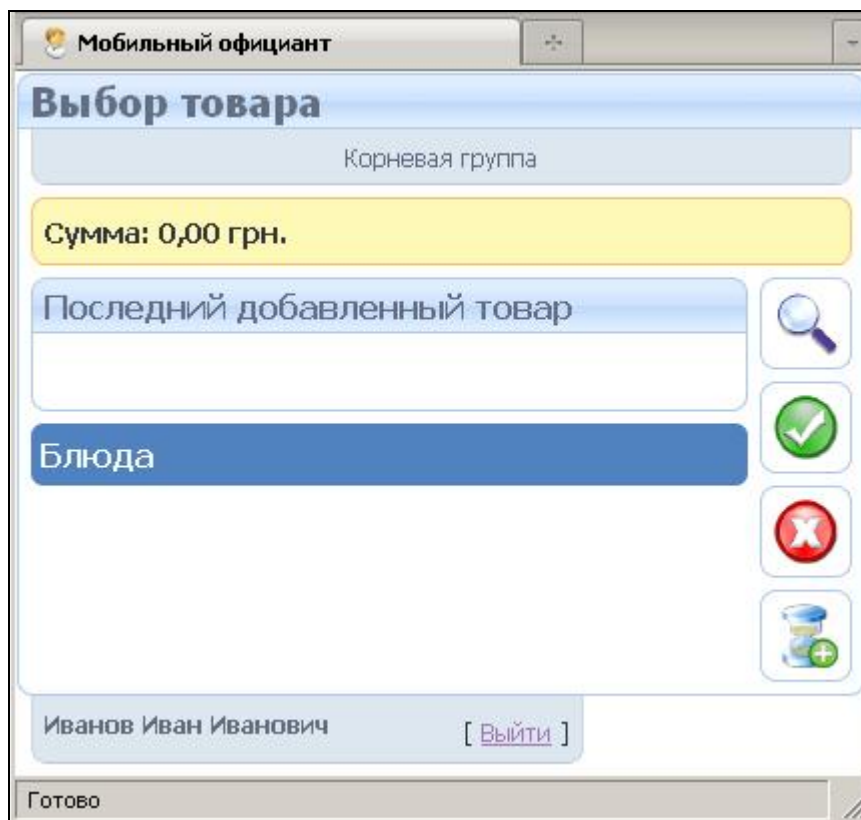 Мобильный официант
Выбор товара
Корневая группа
Сумма: 0,00 грн.
Последний добавленный товар
Блюда
Иванов Иван Иванович [ Выйти ]
Готово